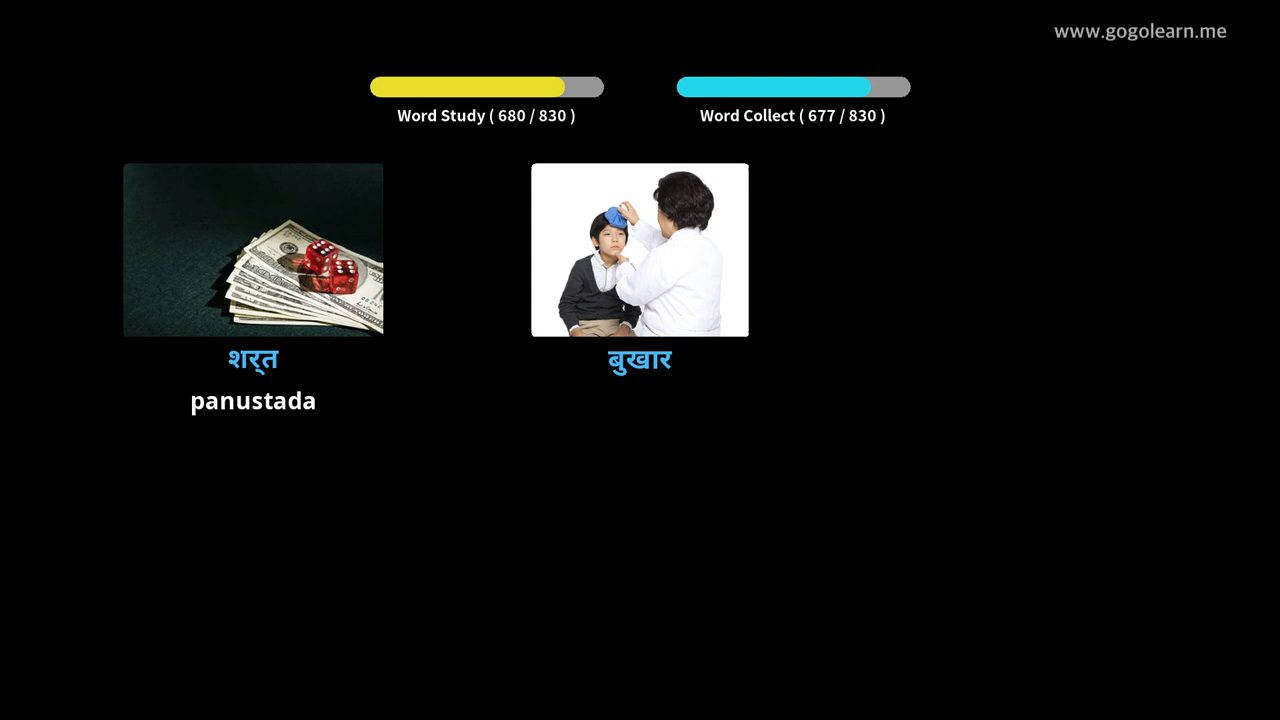 www.gogolearn.me
Word Study ( 680 / 830 )
Word Collect ( 677 / 830 )
शर्त
बुखार
panustada